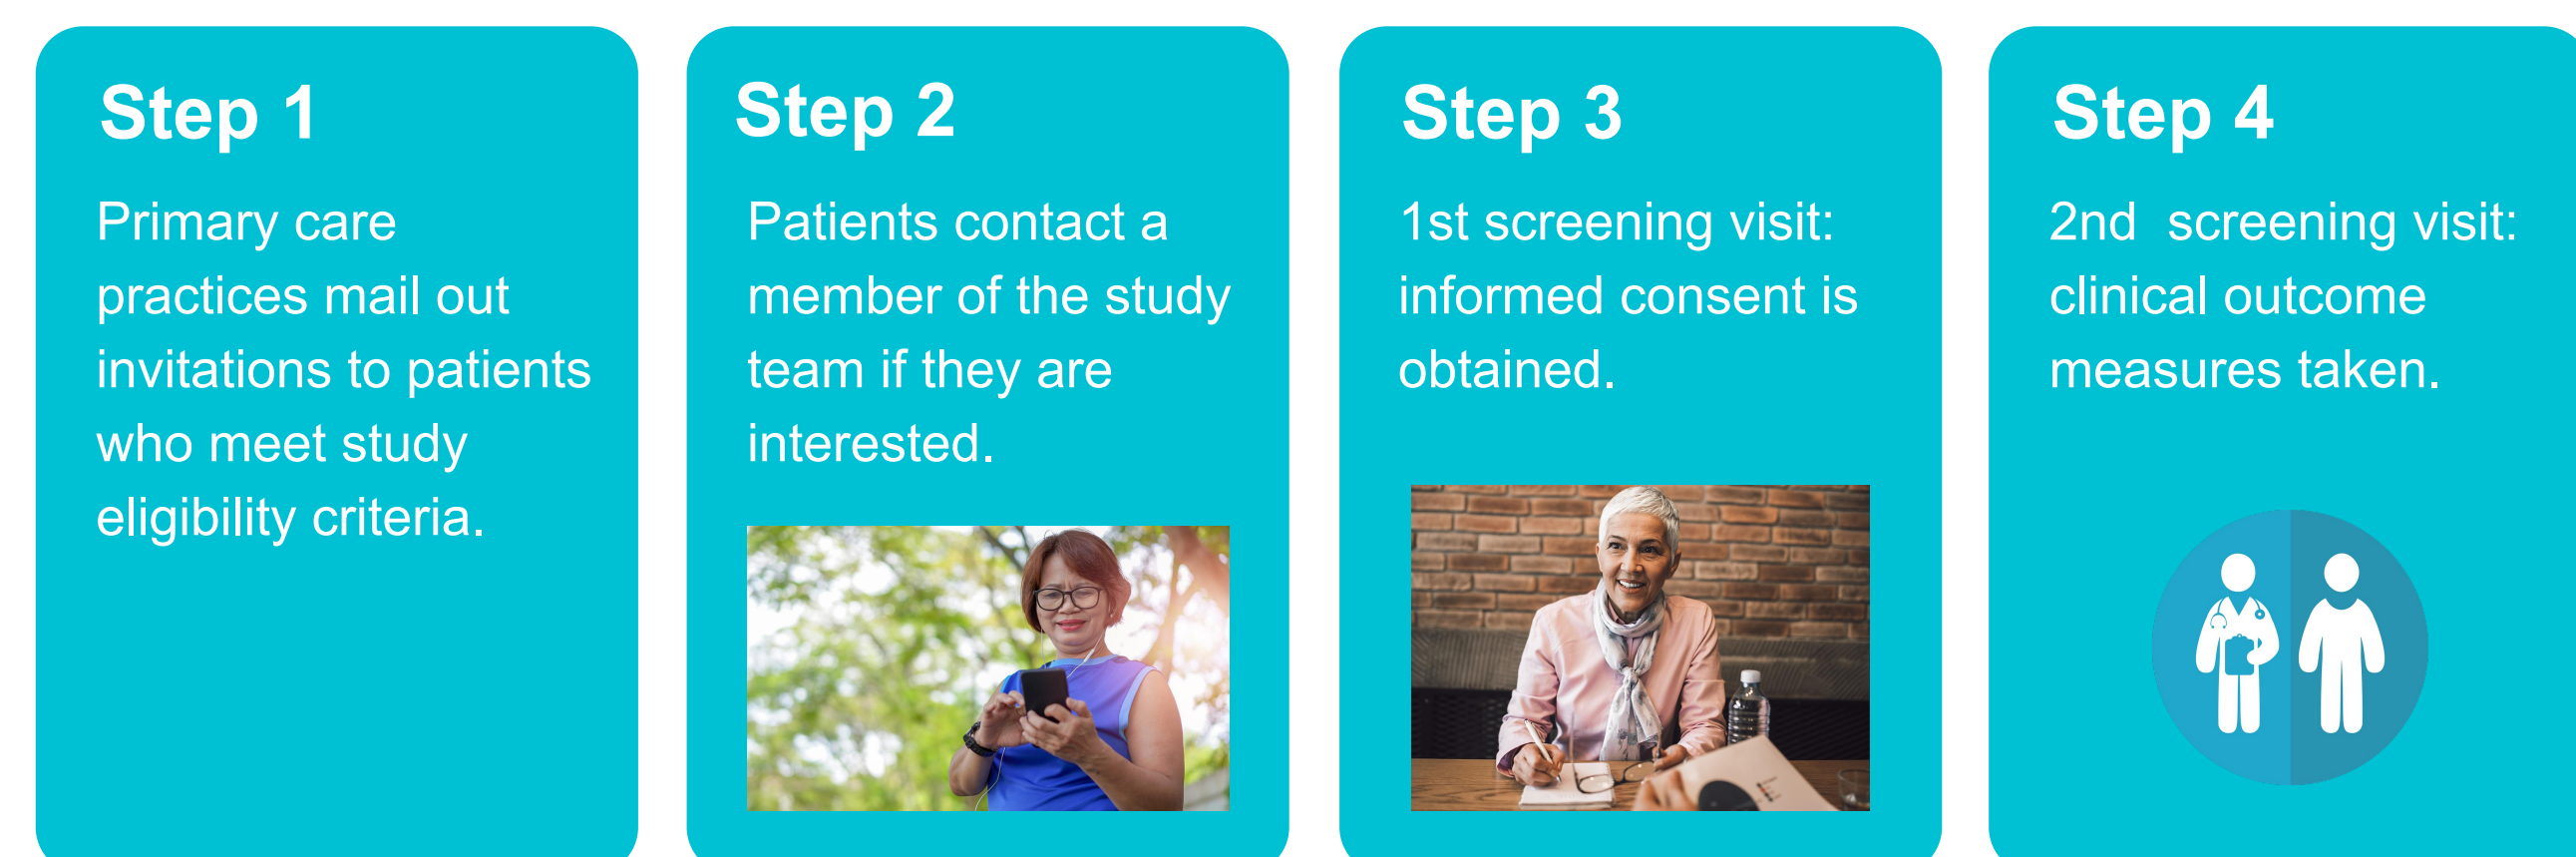 Step 1
Primary care
practices mail out
invitations to patients
who meet study
eligibility criteria.
Step 2
Patients contact a
member of the study
team if they are
interested.
Step 3
1st screening visit:
informed consent is
obtained.
Step 4
2nd  screening visit:
clinical outcome
measures taken.